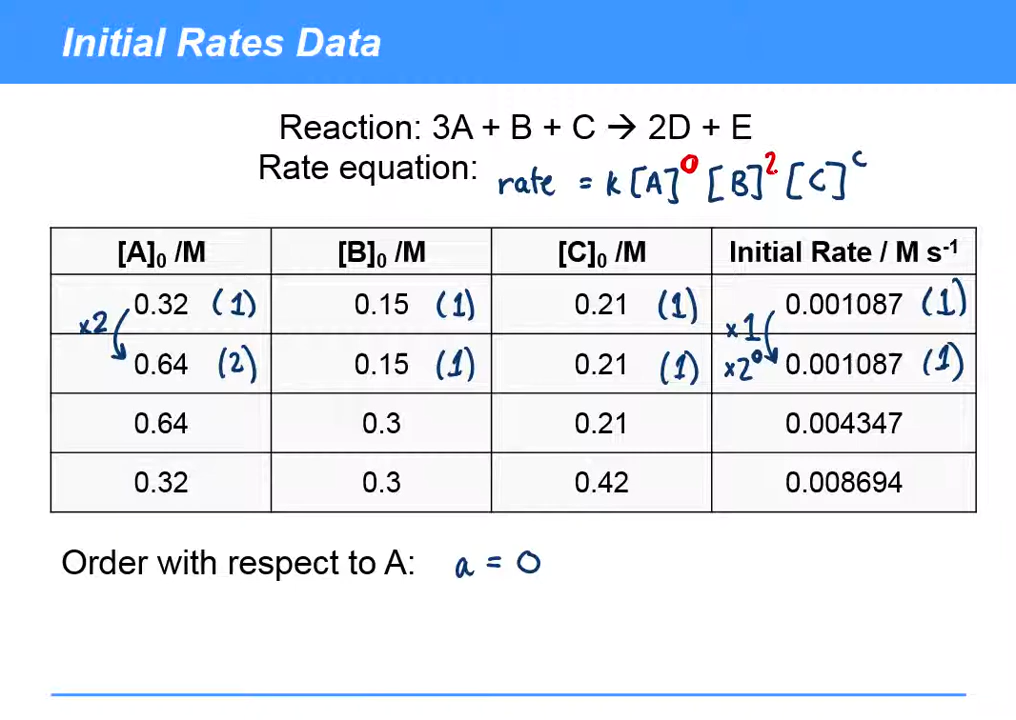 Initial Rates Data
Reaction: 3A + B + C → 2D + E
Rate equation: rate = k[A]⁰ [B]² [C]ᶜ
[A]₀ /M [B]₀ /M [C]₀ /M Initial Rate / M s⁻¹
0.32 (1) 0.15 (1) 0.21 (1) 0.001087 (1)
×2 ×1
0.64 (2) 0.15 (1) 0.21 (1) ×2⁰ 0.001087 (1)
0.64 0.3 0.21 0.004347
0.32 0.3 0.42 0.008694
Order with respect to A: a = 0